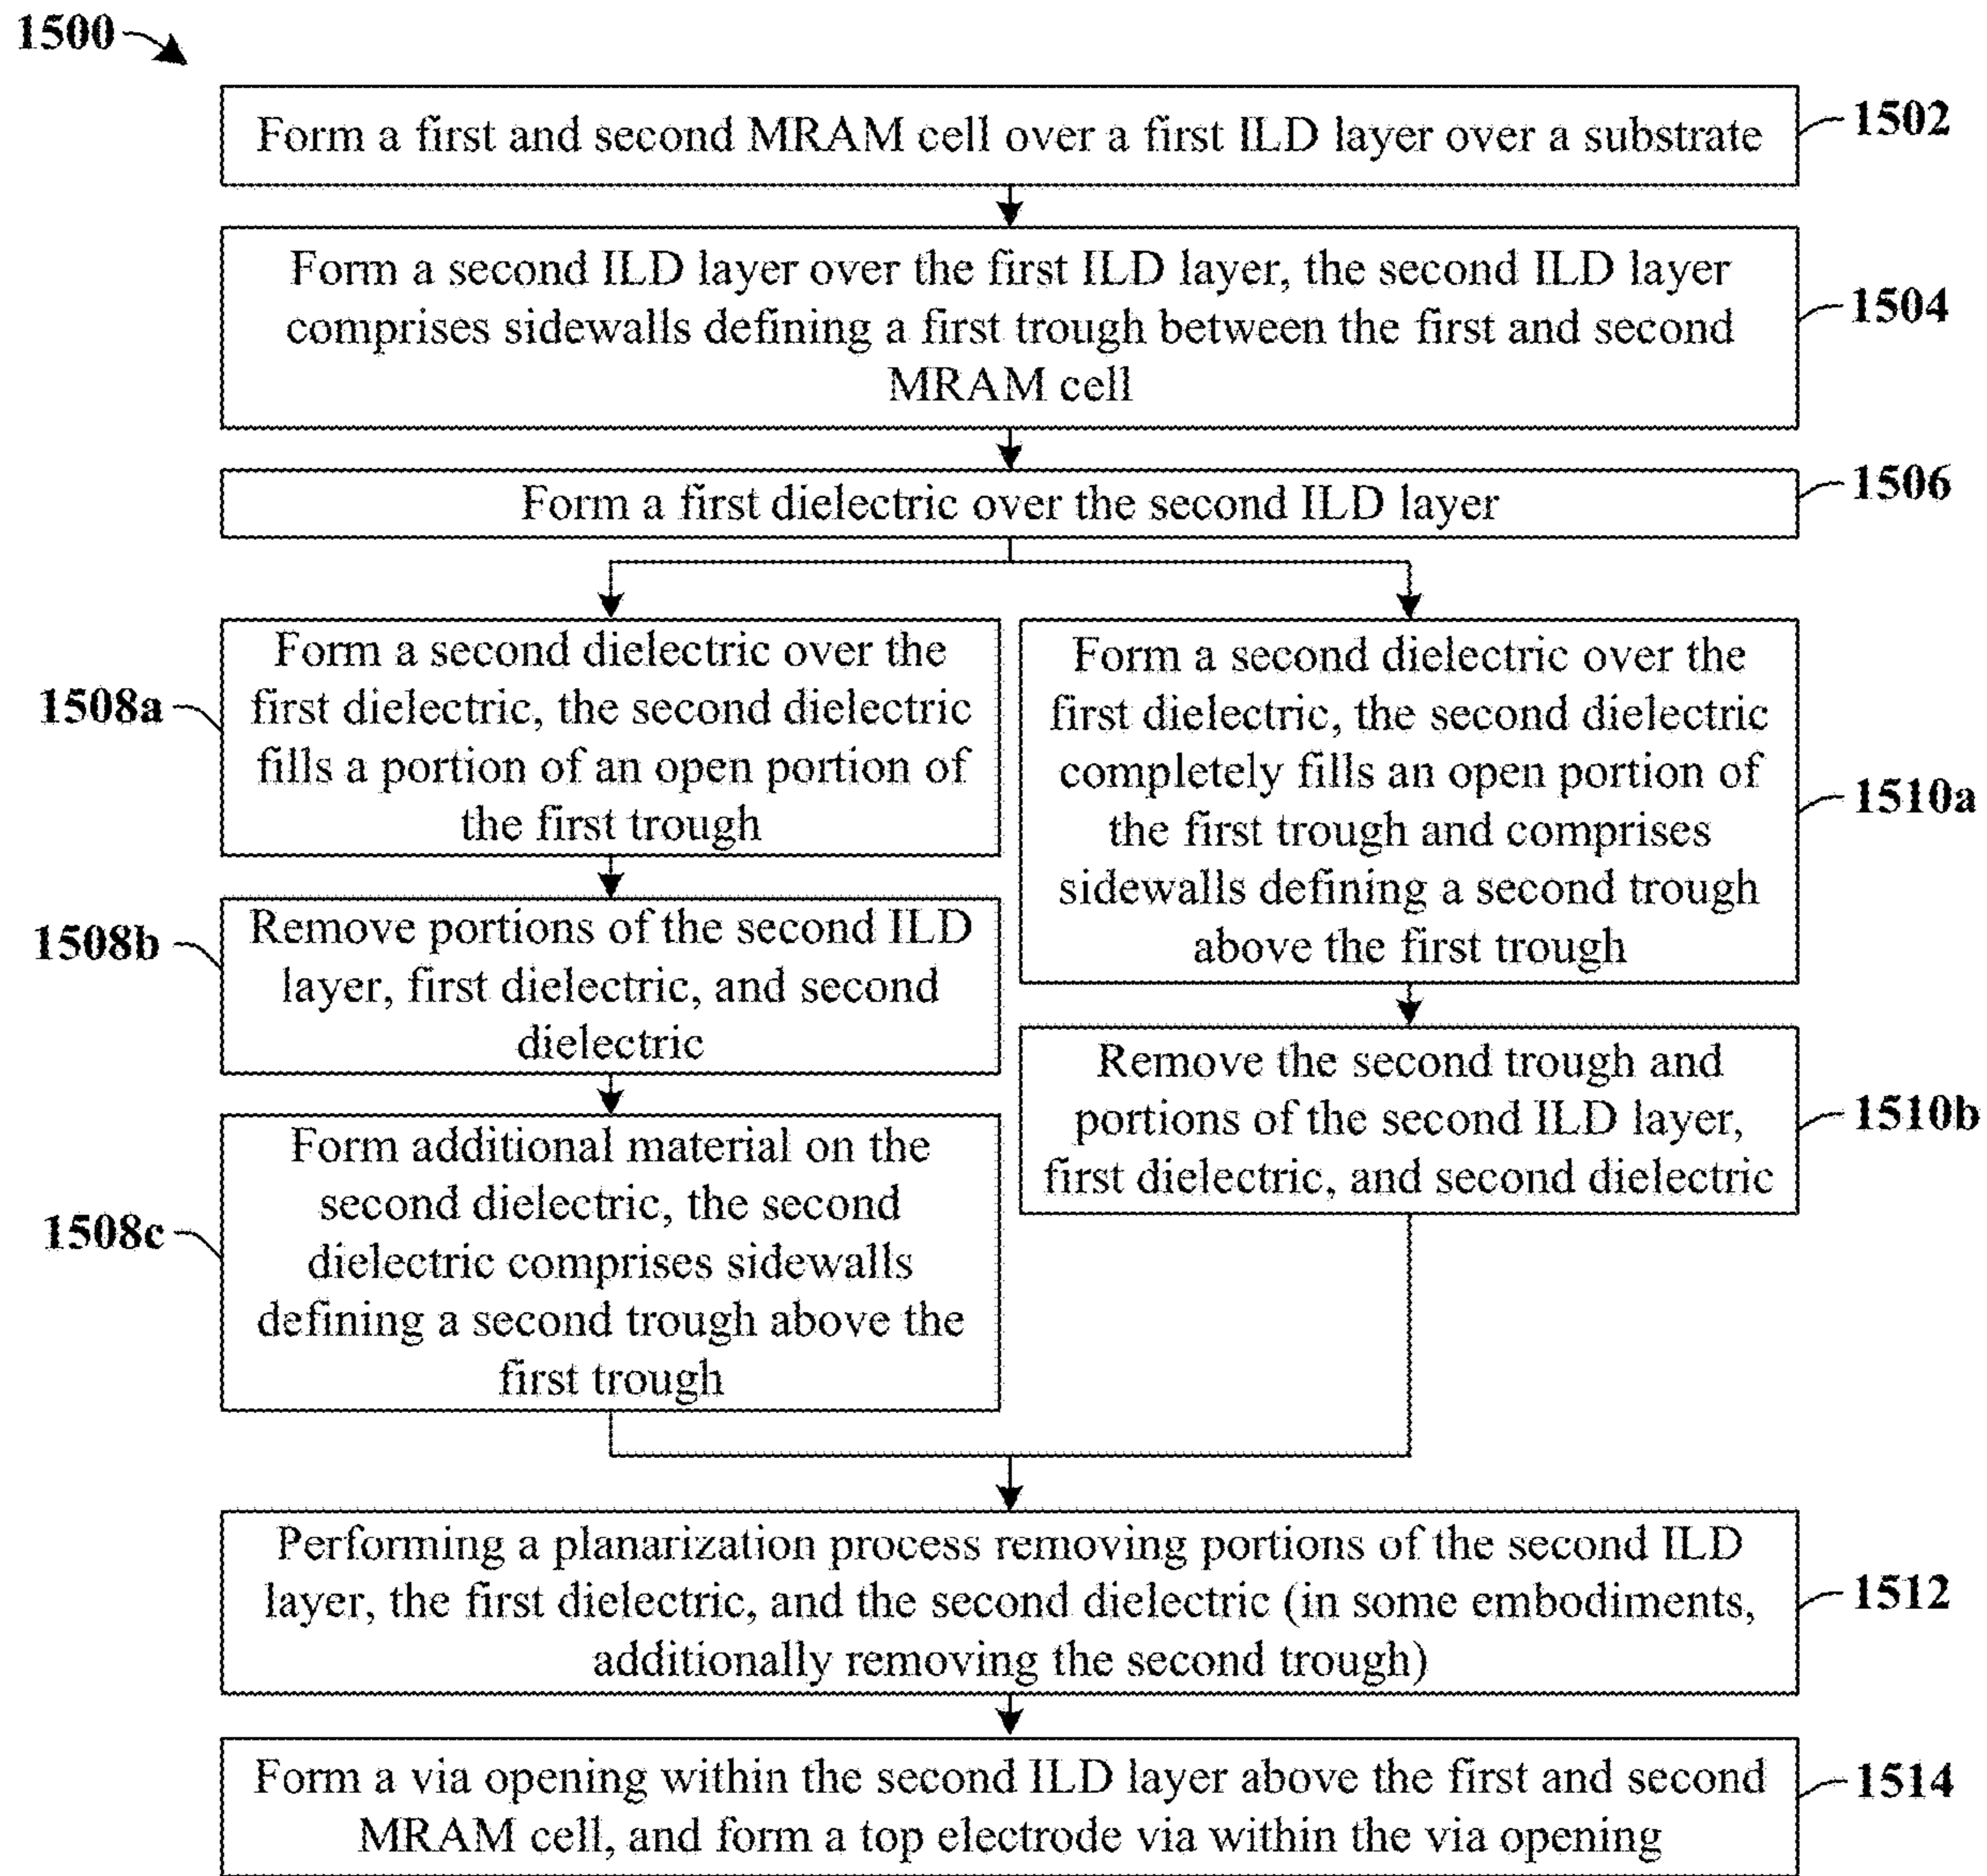 1500
Form a first and second MRAM cell over a first ILD layer over a substrate
1502
Form a second ILD layer over the first ILD layer, the second ILD layer
comprises sidewalls defining a first trough between the first and second
MRAM cell
1504
Form a first dielectric over the second ILD layer
1506
1508a
Form a second dielectric over the
first dielectric, the second dielectric
fills a portion of an open portion of
the first trough
1508b
Remove portions of the second ILD
layer, first dielectric, and second
dielectric
1508c
Form additional material on the
second dielectric, the second
dielectric comprises sidewalls
defining a second trough above the
first trough
Form a second dielectric over the
first dielectric, the second dielectric
completely fills an open portion of
the first trough and comprises
sidewalls defining a second trough
above the first trough
1510a
Remove the second trough and
portions of the second ILD layer,
first dielectric, and second dielectric
1510b
Performing a planarization process removing portions of the second ILD
layer, the first dielectric, and the second dielectric (in some embodiments,
additionally removing the second trough)
1512
Form a via opening within the second ILD layer above the first and second
MRAM cell, and form a top electrode via within the via opening
1514